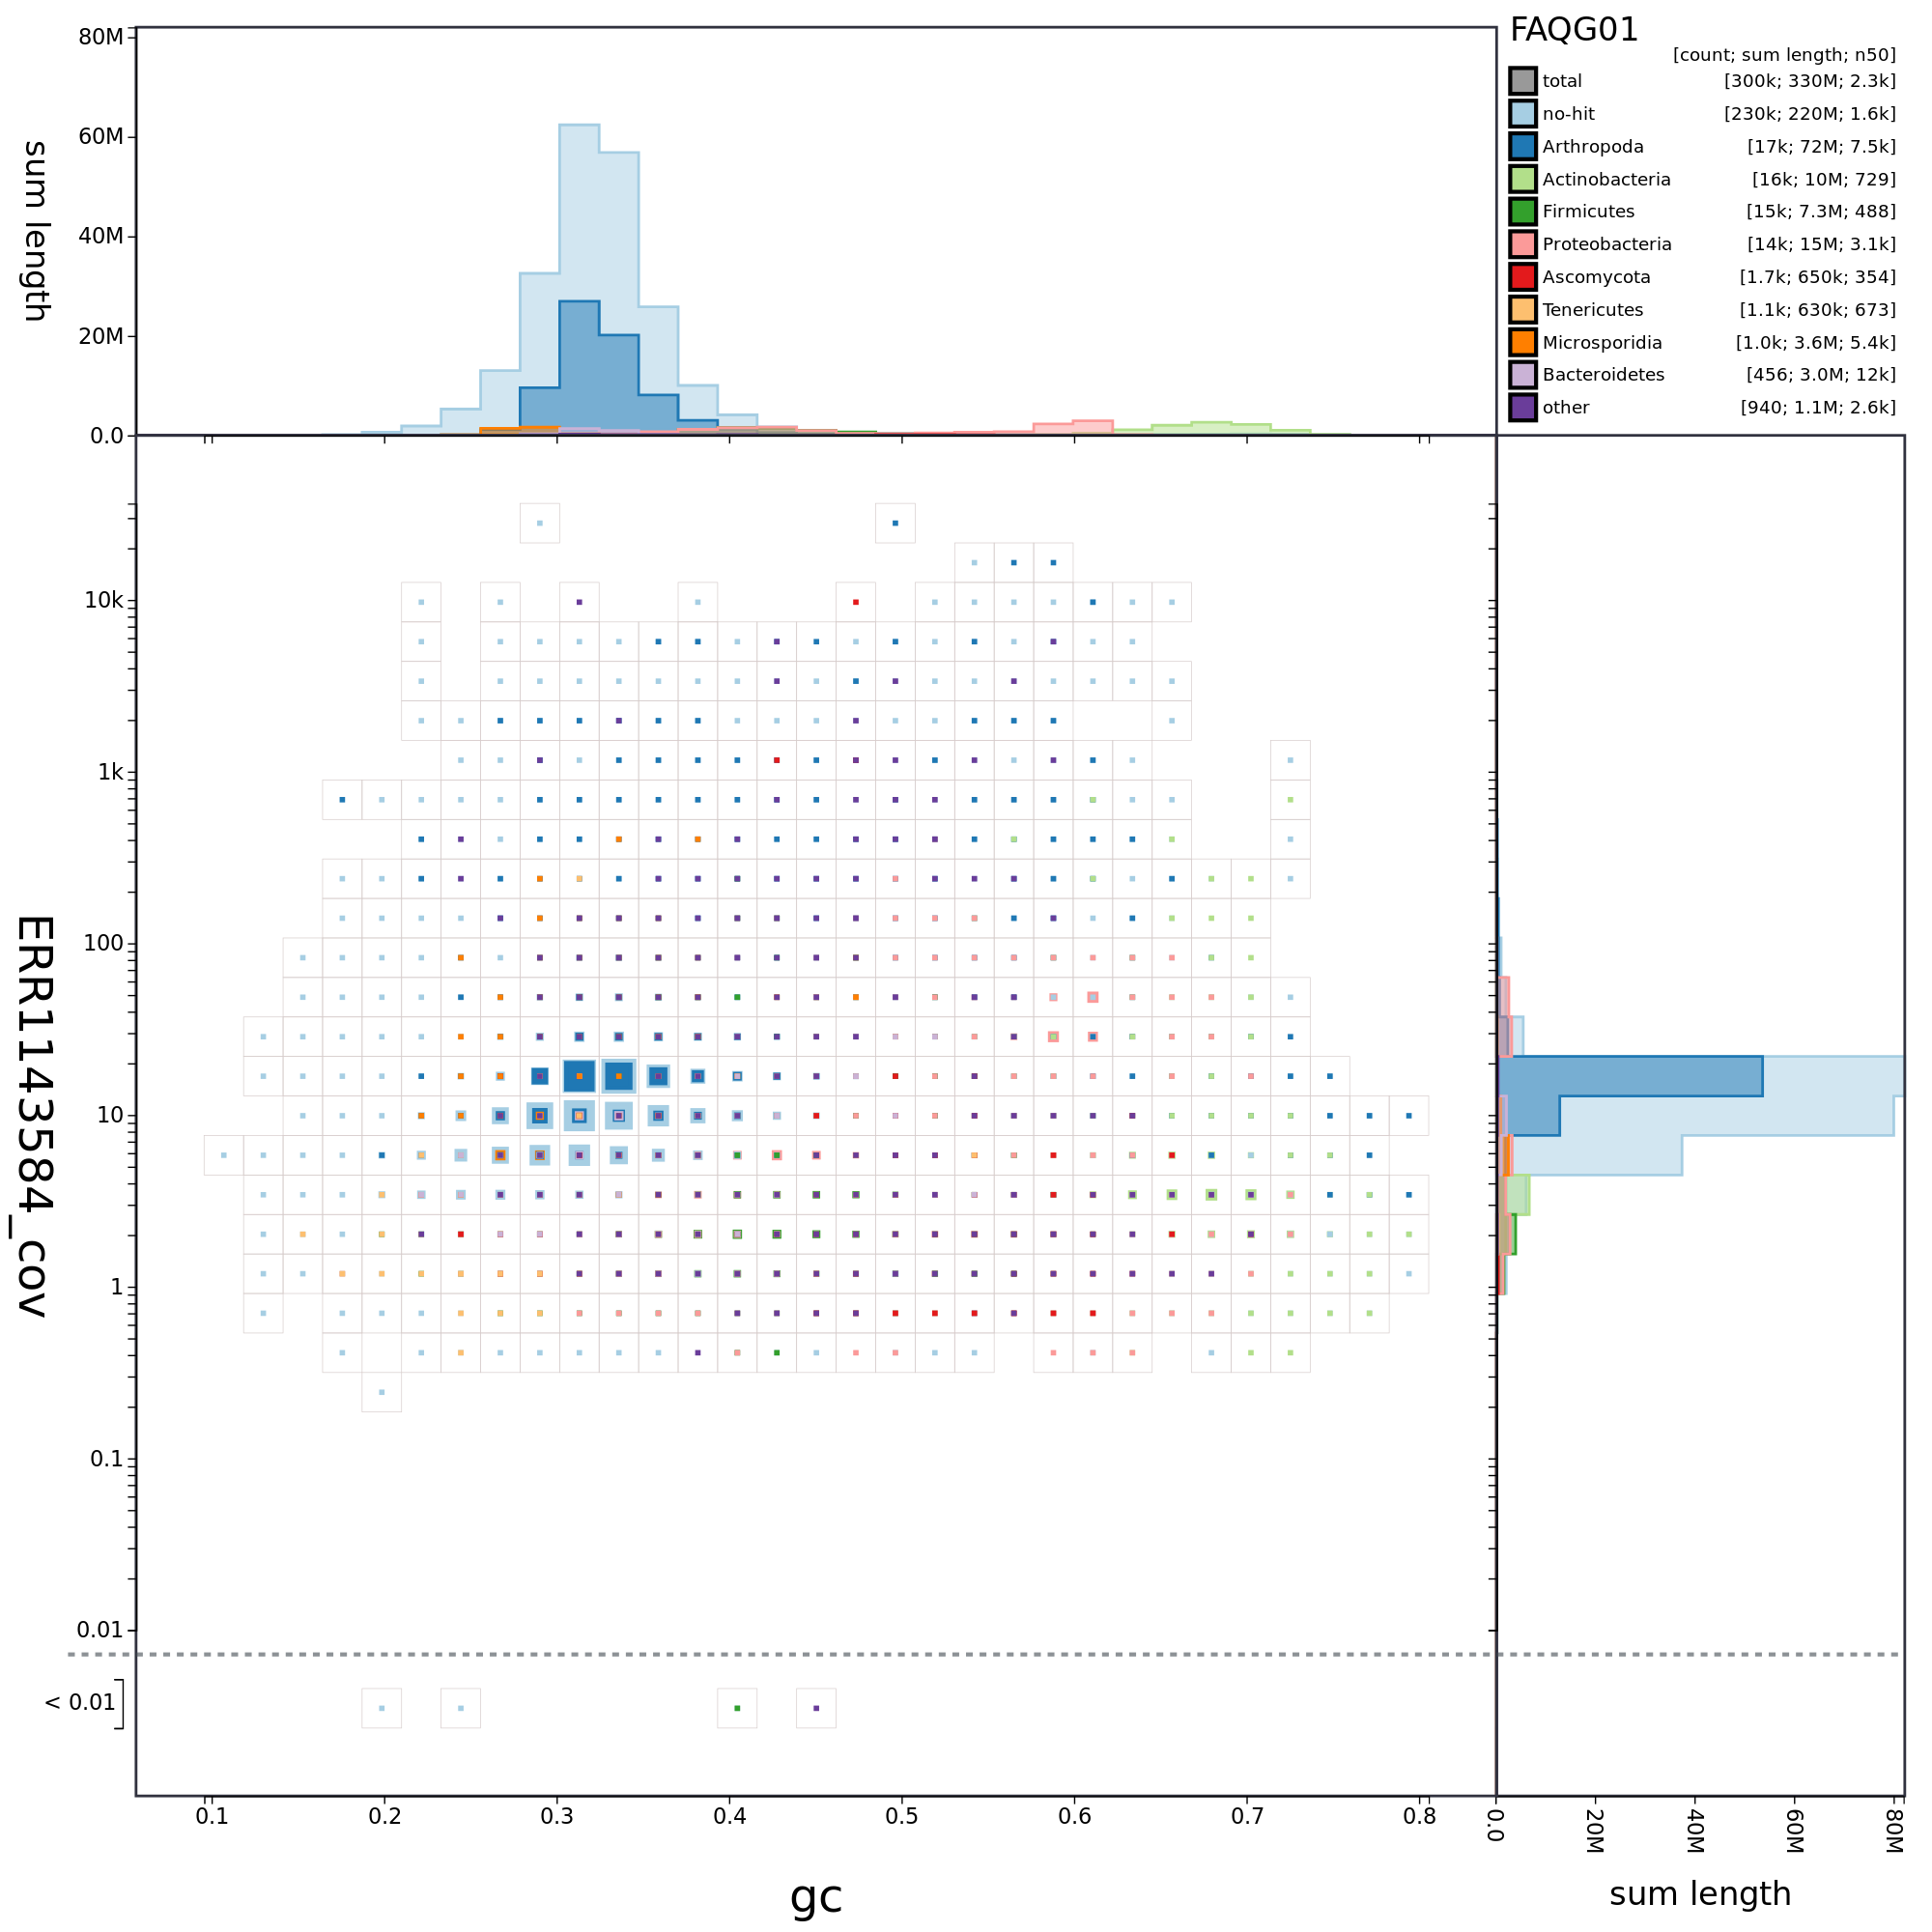 FAQG01
[count; sum length; n50]
total [300k; 330M; 2.3k]
no-hit [230k; 220M; 1.6k]
Arthropoda [17k; 72M; 7.5k]
Actinobacteria [16k; 10M; 729]
Firmicutes [15k; 7.3M; 488]
Proteobacteria [14k; 15M; 3.1k]
Ascomycota [1.7k; 650k; 354]
Tenericutes [1.1k; 630k; 673]
Microsporidia [1.0k; 3.6M; 5.4k]
Bacteroidetes [456; 3.0M; 12k]
other [940; 1.1M; 2.6k]
sum length
80M
60M
40M
20M
0.0
ERR1143584_cov
10k
1k
100
10
1
0.1
0.01
< 0.01
0.1 0.2 0.3 0.4 0.5 0.6 0.7 0.8
gc
0.0 20M 40M 60M 80M
sum length